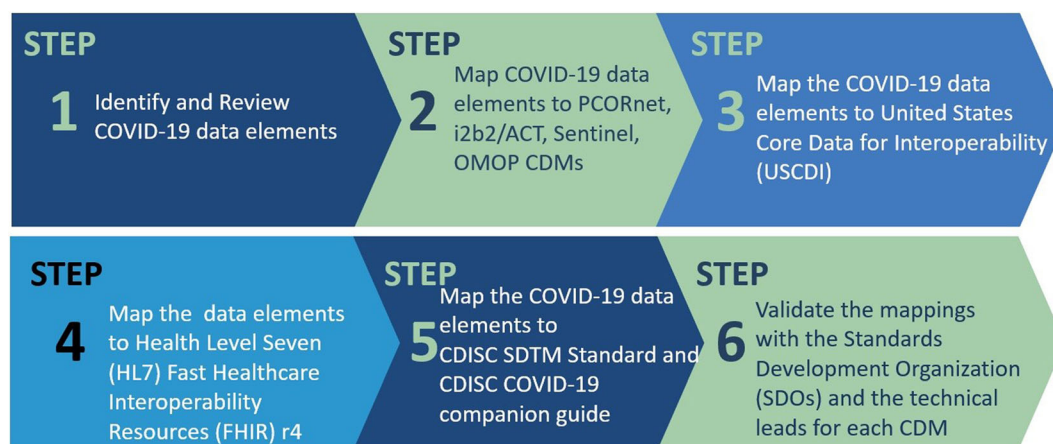 STEP
1
Identify and Review
COVID-19 data elements
STEP
2
Map COVID-19 data
elements to PCORnet,
i2b2/ACT, Sentinel,
OMOP CDMs
STEP
3
Map the COVID-19 data
elements to United States
Core Data for Interoperability
(USCDI)
STEP
4
Map the data elements
to Health Level Seven
(HL7) Fast Healthcare
Interoperability
Resources (FHIR) r4
STEP
5
Map the COVID-19 data
elements to
CDISC SDTM Standard and
CDISC COVID-19
companion guide
STEP
6
Validate the mappings
with the Standards
Development Organization
(SDOs) and the technical
leads for each CDM